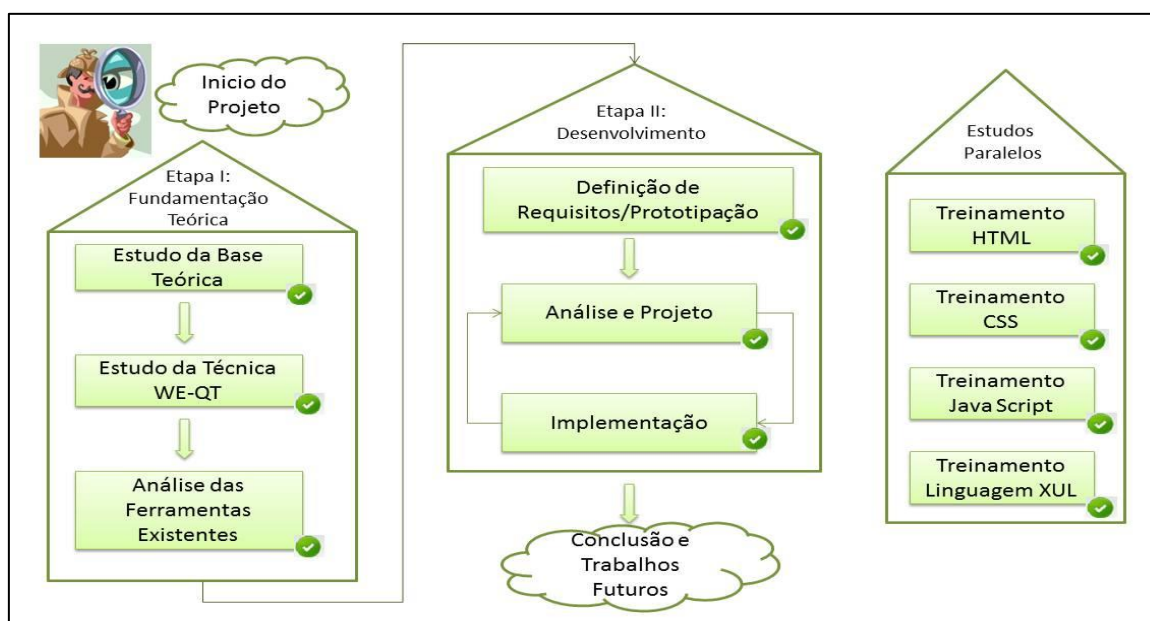 Inicio do
Projeto
Etapa I:
Fundamentação
Teórica
Estudo da Base
Teórica
Estudo da Técnica
WE-QT
Análise das
Ferramentas
Existentes
Etapa II:
Desenvolvimento
Definição de
Requisitos/Prototipação
Análise e Projeto
Implementação
Conclusão e
Trabalhos
Futuros
Estudos
Paralelos
Treinamento
HTML
Treinamento
CSS
Treinamento
Java Script
Treinamento
Linguagem XUL